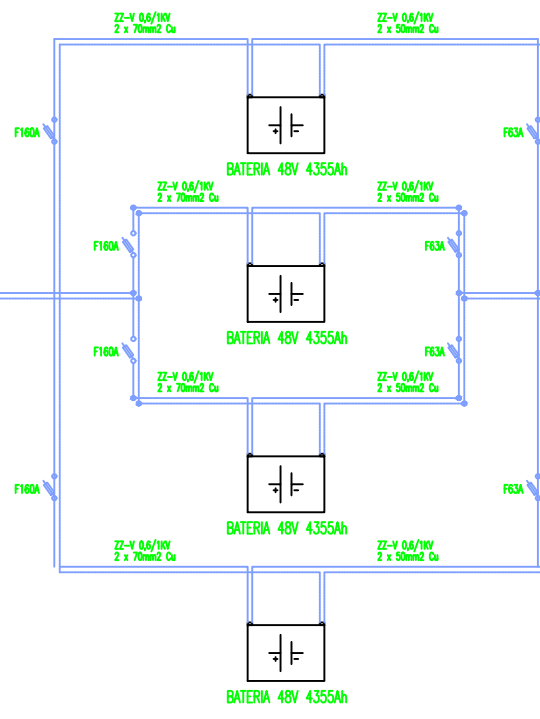 ZZ-V 0,6/1KV
2 x 70mm2 Cu
ZZ-V 0,6/1KV
2 x 50mm2 Cu
F160A
F63A
BATERIA 48V 4355Ah
ZZ-V 0,6/1KV
2 x 70mm2 Cu
ZZ-V 0,6/1KV
2 x 50mm2 Cu
F160A
F63A
BATERIA 48V 4355Ah
F160A
F63A
ZZ-V 0,6/1KV
2 x 70mm2 Cu
ZZ-V 0,6/1KV
2 x 50mm2 Cu
F160A
F63A
BATERIA 48V 4355Ah
ZZ-V 0,6/1KV
2 x 70mm2 Cu
ZZ-V 0,6/1KV
2 x 50mm2 Cu
BATERIA 48V 4355Ah